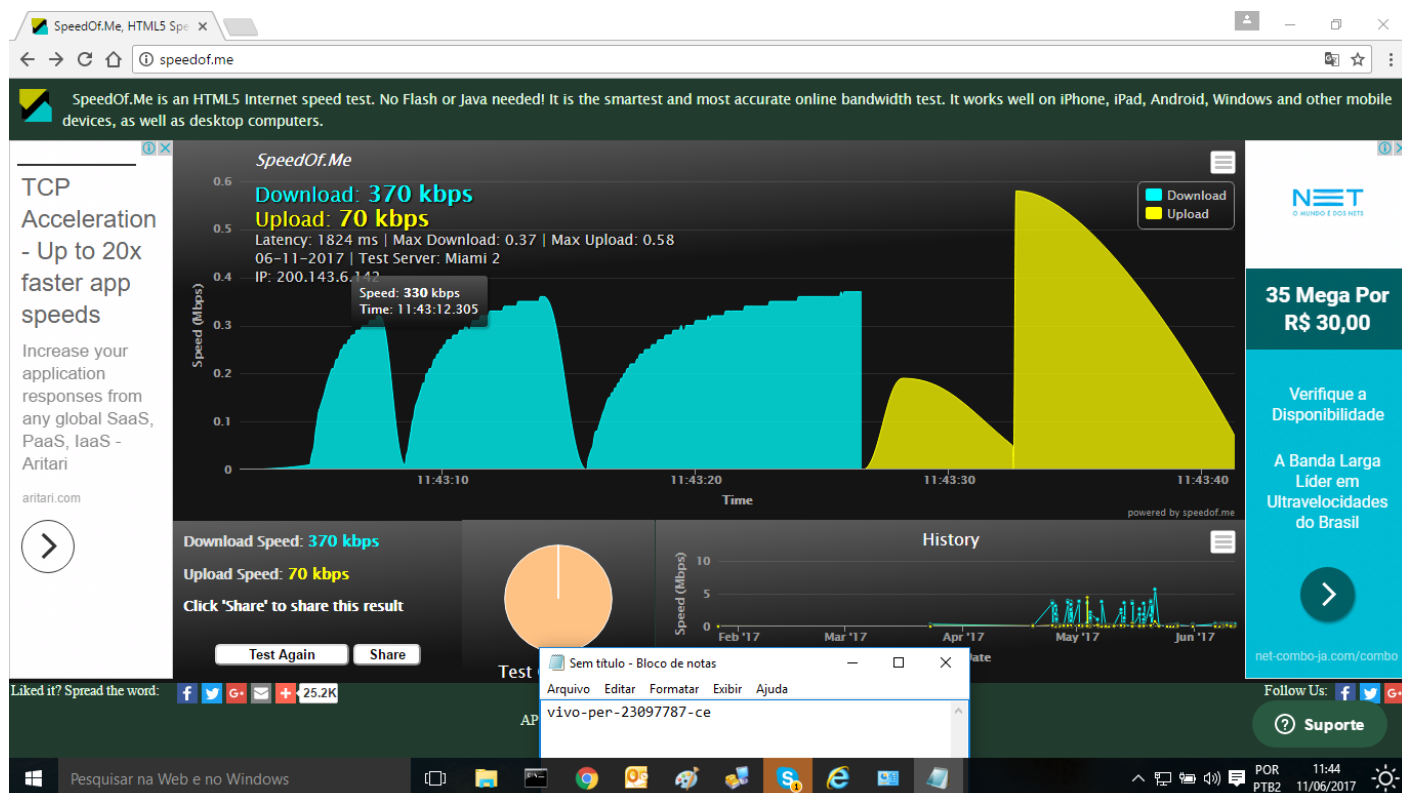 SpeedOf.Me, HTML5 Spe
speedof.me
SpeedOf.Me is an HTML5 Internet speed test. No Flash or Java needed! It is the smartest and most accurate online bandwidth test. It works well on iPhone, iPad, Android, Windows and other mobile
devices, as well as desktop computers.
TCP
Acceleration
- Up to 20x
faster app
speeds
Increase your
application
responses from
any global SaaS,
PaaS, IaaS -
Aritari
aritari.com
SpeedOf.Me
Download: 370 kbps
Upload: 70 kbps
Latency: 1824 ms | Max Download: 0.37 | Max Upload: 0.58
06-11-2017 | Test Server: Miami 2
IP: 200.143.6.142
Speed: 330 kbps
Time: 11:43:12.305
Download
Upload
Speed (Mbps)
0.6
0.5
0.4
0.3
0.2
0.1
0
11:43:10
11:43:20
11:43:30
11:43:40
Time
powered by speedof.me
NET
O MUNDO É DOS NETS
35 Mega Por
R$ 30,00
Verifique a
Disponibilidade
A Banda Larga
Líder em
Ultravelocidades
do Brasil
net-combo-ja.com/combo
Download Speed: 370 kbps
Upload Speed: 70 kbps
Click 'Share' to share this result
Test Again
Share
Test
History
Speed (Mbps)
10
5
0
Feb '17
Mar '17
Apr '17
May '17
Jun '17
Date
Sem título - Bloco de notas
Arquivo Editar Formatar Exibir Ajuda
vivo-per-23097787-ce
Liked it? Spread the word:
25.2K
AP
Follow Us:
Suporte
Pesquisar na Web e no Windows
POR
PTB2
11:44
11/06/2017